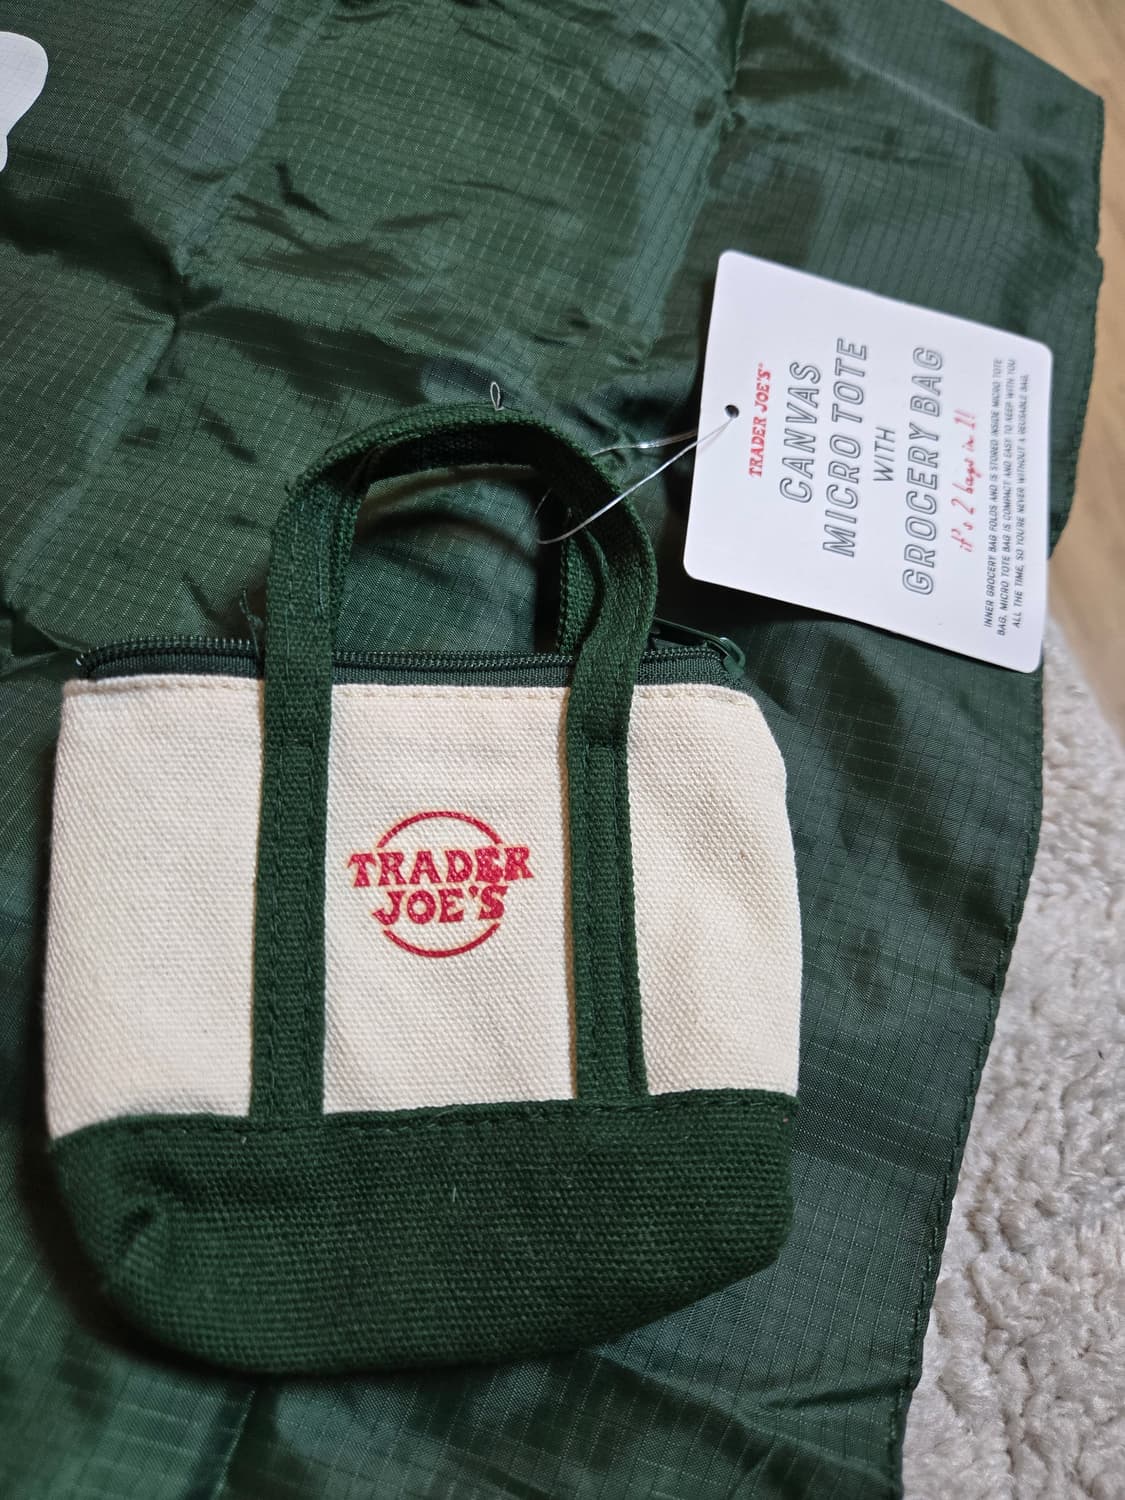 TRADER JOE'S®
CANVAS
MICRO TOTE
WITH
GROCERY BAG
it's 2 bags in 1!
INNER GROCERY BAG FOLDS AND IS STORED INSIDE MICRO TOTE
BAG. MICRO TOTE BAG IS COMPACT AND EASY TO KEEP WITH YOU
ALL THE TIME, SO YOU'RE NEVER WITHOUT A REUSABLE BAG.
TRADER
JOE'S